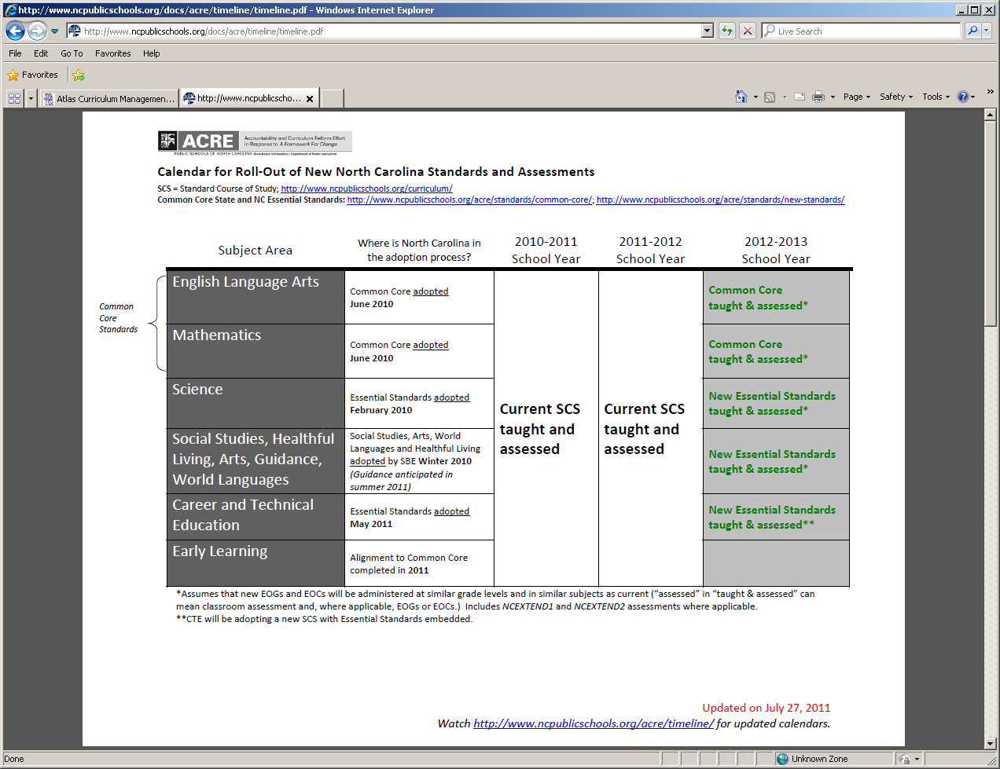 http://www.ncpublicschools.org/docs/acre/timeline/timeline.pdf - Windows Internet Explorer
http://www.ncpublicschools.org/docs/acre/timeline/timeline.pdf
Live Search
File Edit Go To Favorites Help
Favorites
Atlas Curriculum Managemen...
http://www.ncpublicscho...
Page Safety Tools
ACRE
Accountability and Curriculum Reform Effort
in Response to A Framework For Change
PUBLIC SCHOOLS OF NORTH CAROLINA State Board of Education | Department of Public Instruction
Calendar for Roll-Out of New North Carolina Standards and Assessments
SCS = Standard Course of Study; http://www.ncpublicschools.org/curriculum/
Common Core State and NC Essential Standards: http://www.ncpublicschools.org/acre/standards/common-core/; http://www.ncpublicschools.org/acre/standards/new-standards/
Subject Area
Where is North Carolina in
the adoption process?
2010-2011
School Year
2011-2012
School Year
2012-2013
School Year
Common
Core
Standards
English Language Arts
Common Core adopted
June 2010
Common Core
taught & assessed*
Mathematics
Common Core adopted
June 2010
Common Core
taught & assessed*
Science
Essential Standards adopted
February 2010
Current SCS
taught and
assessed
Current SCS
taught and
assessed
New Essential Standards
taught & assessed*
Social Studies, Healthful
Living, Arts, Guidance,
World Languages
Social Studies, Arts, World
Languages and Healthful Living
adopted by SBE Winter 2010
(Guidance anticipated in
summer 2011)
New Essential Standards
taught & assessed*
Career and Technical
Education
Essential Standards adopted
May 2011
New Essential Standards
taught & assessed**
Early Learning
Alignment to Common Core
completed in 2011
*Assumes that new EOGs and EOCs will be administered at similar grade levels and in similar subjects as current (“assessed” in “taught & assessed” can
mean classroom assessment and, where applicable, EOGs or EOCs.) Includes NCEXTEND1 and NCEXTEND2 assessments where applicable.
**CTE will be adopting a new SCS with Essential Standards embedded.
Updated on July 27, 2011
Watch http://www.ncpublicschools.org/acre/timeline/ for updated calendars.
Done
Unknown Zone